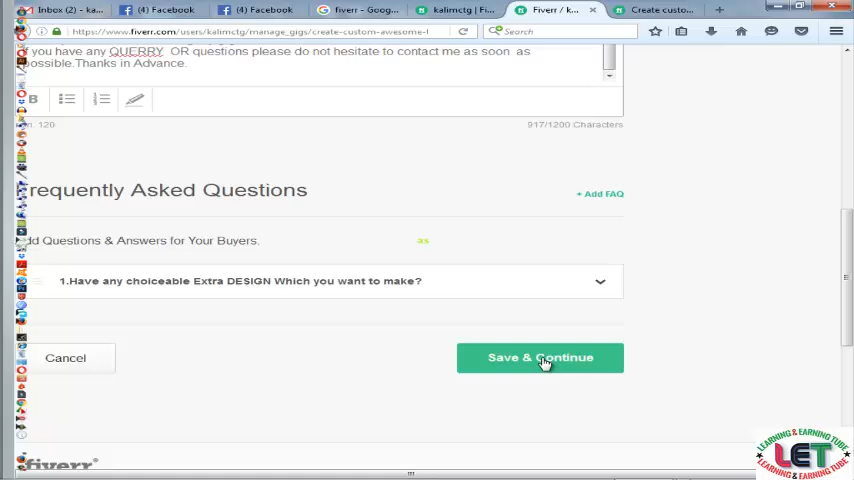 Inbox (2) - ka...
(4) Facebook
(4) Facebook
fiverr - Goog...
kalimctg | Fi...
Fiverr / k...
Create custo...
https://www.fiverr.com/users/kalimctg/manage_gigs/create-custom-awesome-l
Search
f you have any QUERRY OR questions please do not hesitate to contact me as soon as
possible.Thanks in Advance.
B
120
917/1200 Characters
Frequently Asked Questions
+ Add FAQ
dd Questions & Answers for Your Buyers.
as
1.Have any choiceable Extra DESIGN Which you want to make?
Cancel
Save & Continue
fiverr
LEARNING & EARNING TUBE
LET
LEARNING & EARNING TUBE